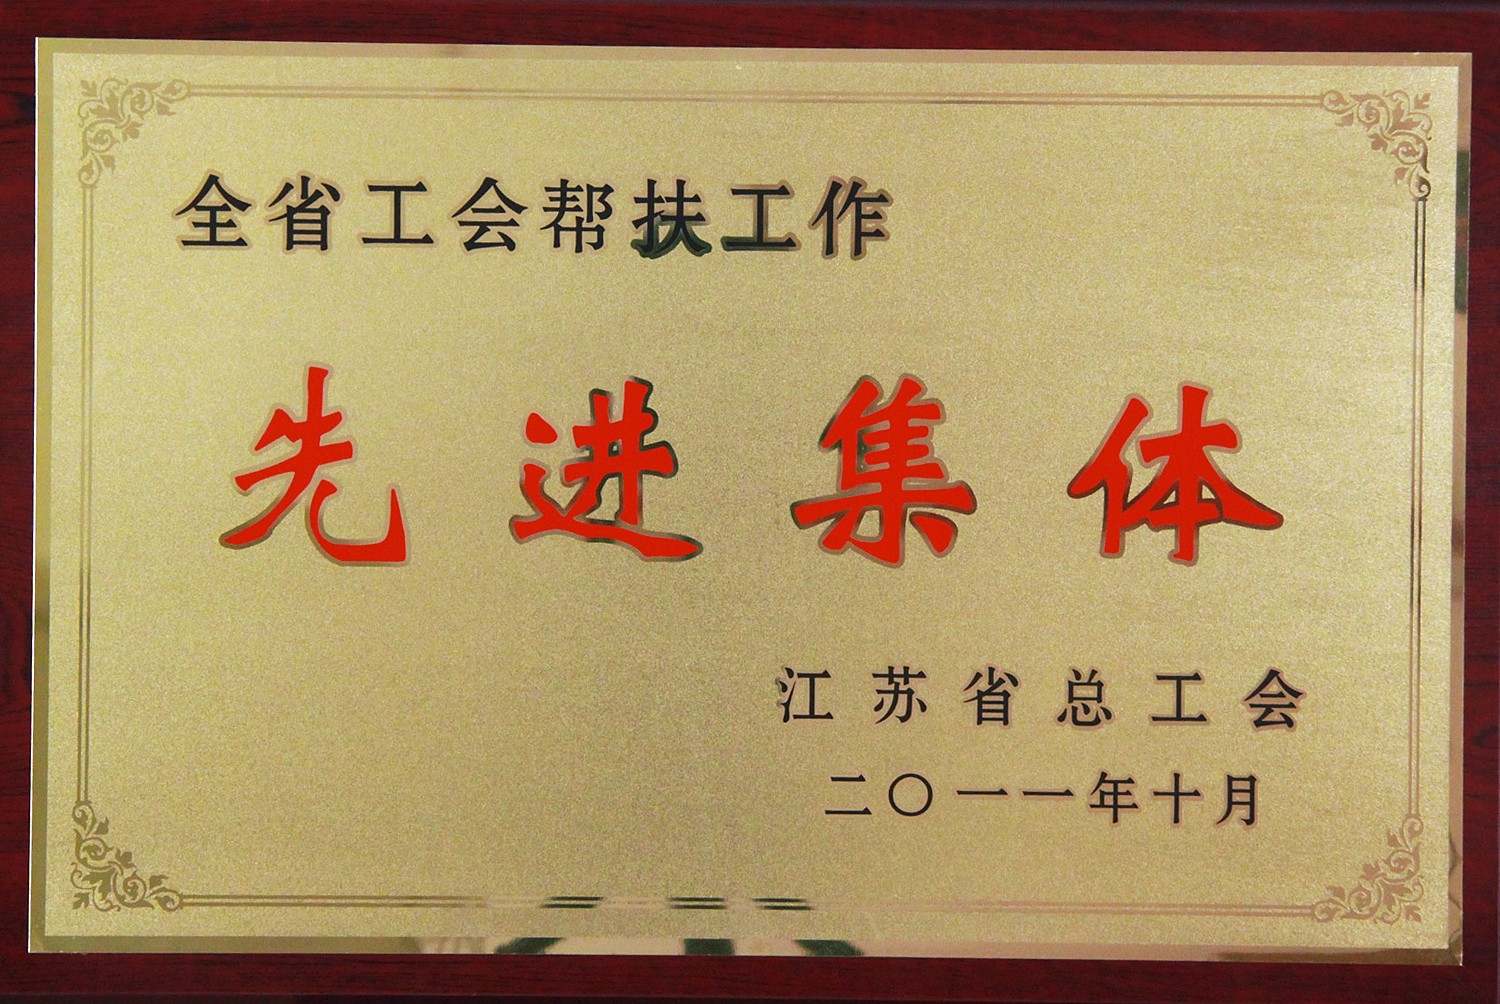 全省工会帮扶工作
先进集体
江苏省总工会
二〇一一年十月